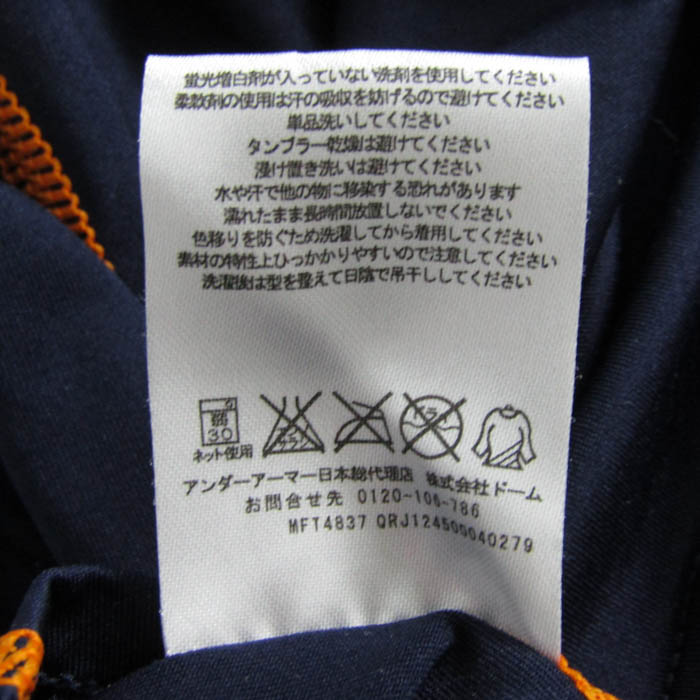 蛍光増白剤が入っていない洗剤を使用してください
柔軟剤の使用は汗の吸収を妨げるので避けてください
単品洗いしてください
タンブラー乾燥は避けてください
浸け置き洗いは避けてください
水や汗で他の物に移染する恐れがあります
濡れたまま長時間放置しないでください
色移りを防ぐため洗濯してから着用してください
素材の特性上ひっかかりやすいので注意してください
洗濯後は型を整えて日陰で吊干ししてください
弱
30
エンソ
サラシ
ドライ
ネット使用
アンダーアーマー日本総代理店 株式会社ドーム
お問合せ先 0120-106-786
MFT4837 QRJ124500040279